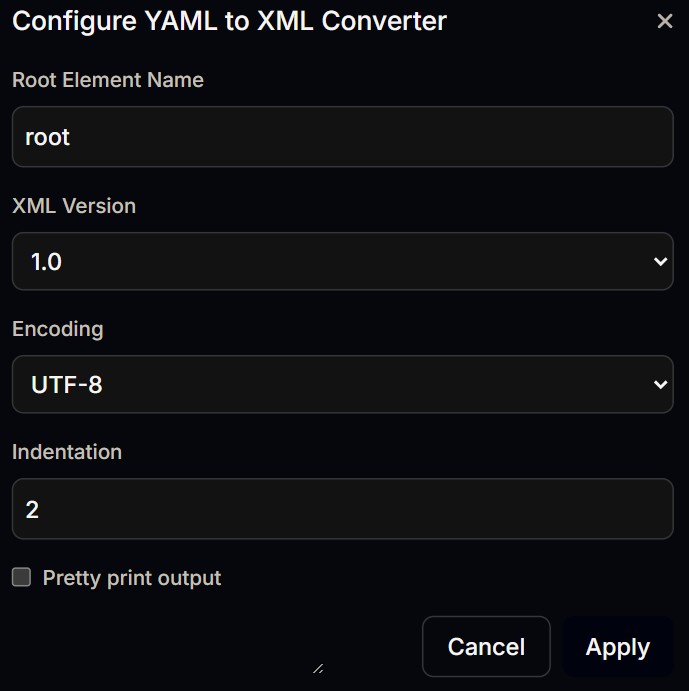 Configure YAML to XML Converter
Root Element Name
root
XML Version
1.0
Encoding
UTF-8
Indentation
2
Pretty print output
Cancel Apply